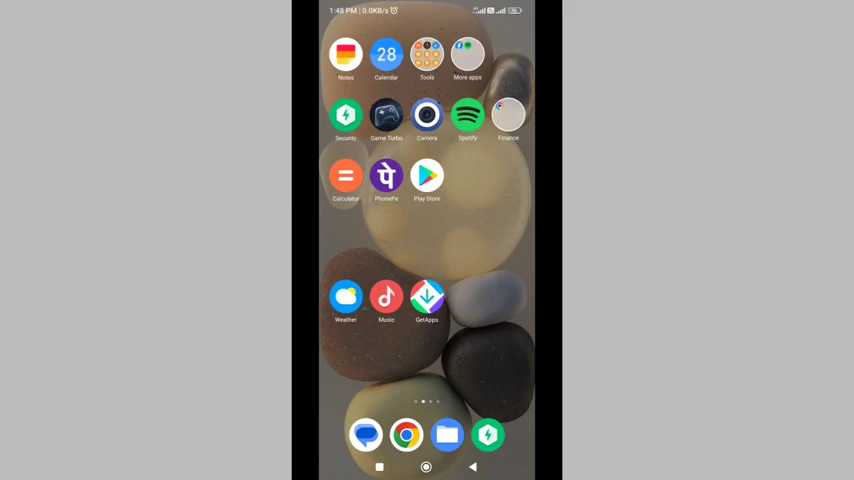 1:48 PM | 0.0KB/s
28
Notes
Calendar
Tools
More apps
Security
Game Turbo
Camera
Spotify
Finance
पे
Calculator
PhonePe
Play Store
Weather
Music
GetApps